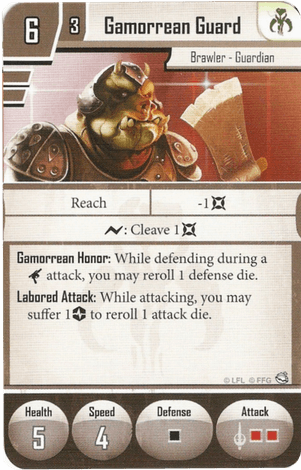 6 3 Gamorrean Guard
Brawler - Guardian
Reach -1
: Cleave 1
Gamorrean Honor: While defending during a
attack, you may reroll 1 defense die.
Labored Attack: While attacking, you may
suffer 1 to reroll 1 attack die.
© LFL © FFG
Health Speed Defense Attack
5 4